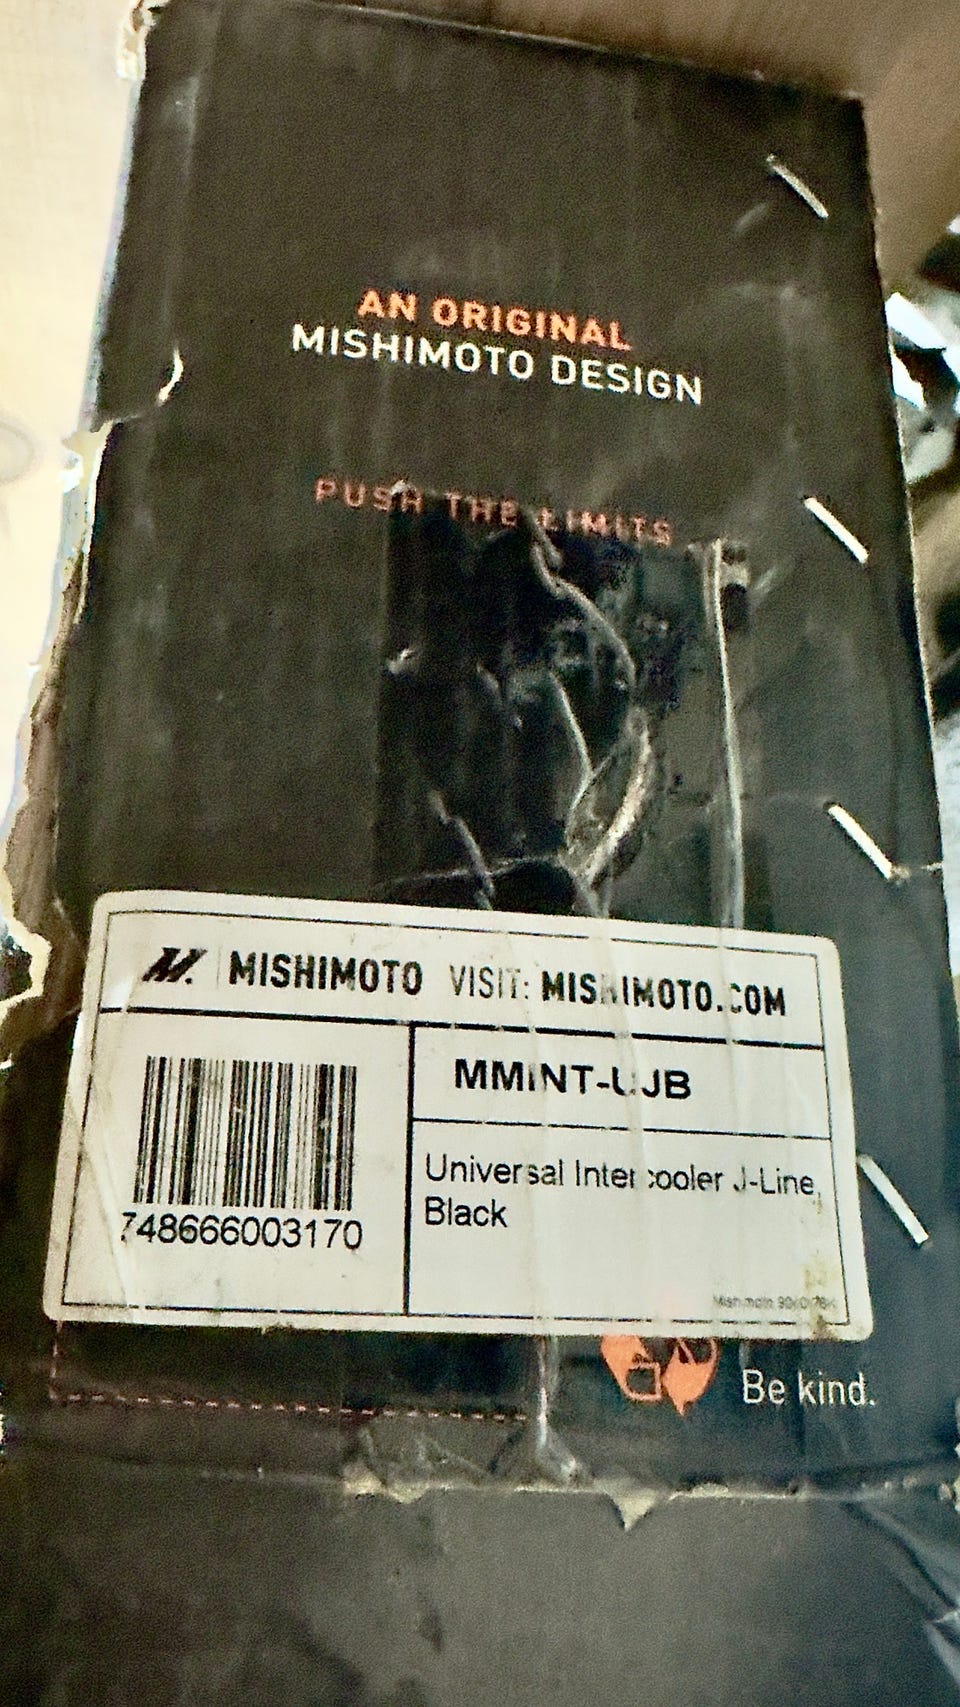 AN ORIGINAL
MISHIMOTO DESIGN
PUSH THE LIMITS
M. MISHIMOTO VISIT: MISHIMOTO.COM
MMINT-UJB
Universal Intercooler J-Line,
Black
748666003170
Be kind.